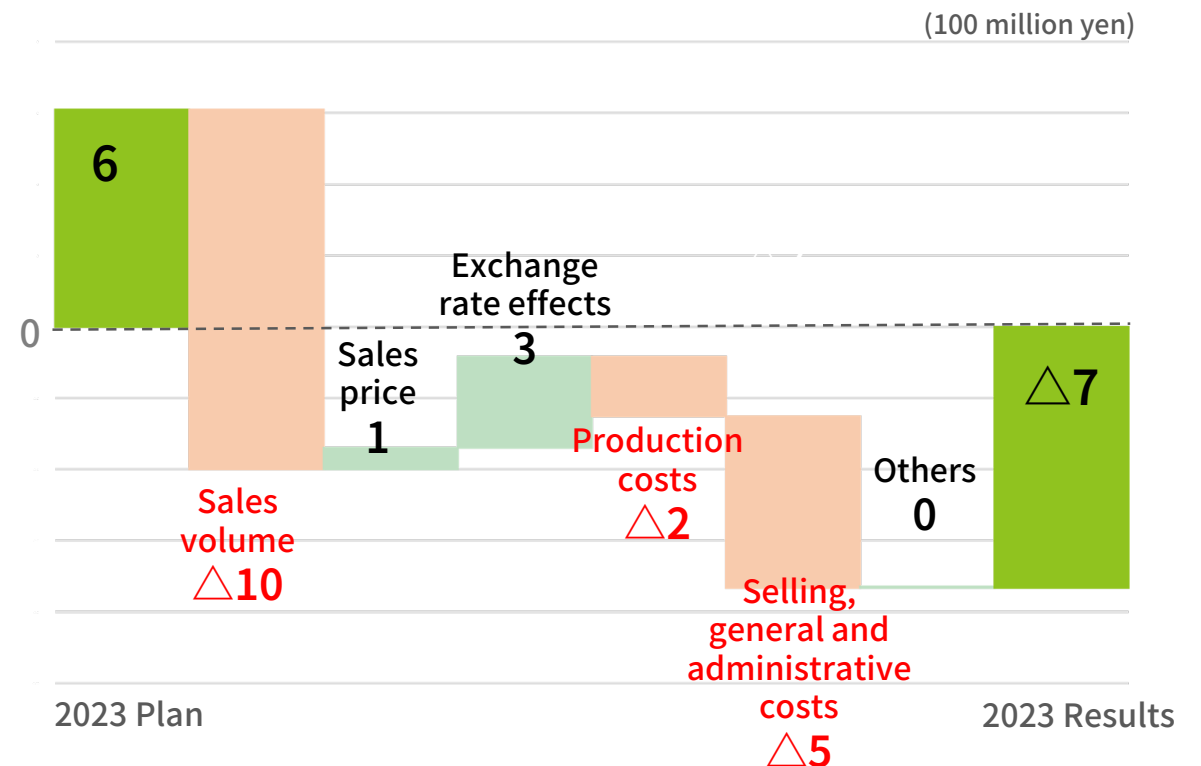 (100 million yen)
6
0
Sales
volume
△10
Sales
price
1
Exchange
rate effects
3
Production
costs
△2
Selling,
general and
administrative
costs
△5
Others
0
△7
2023 Plan
2023 Results